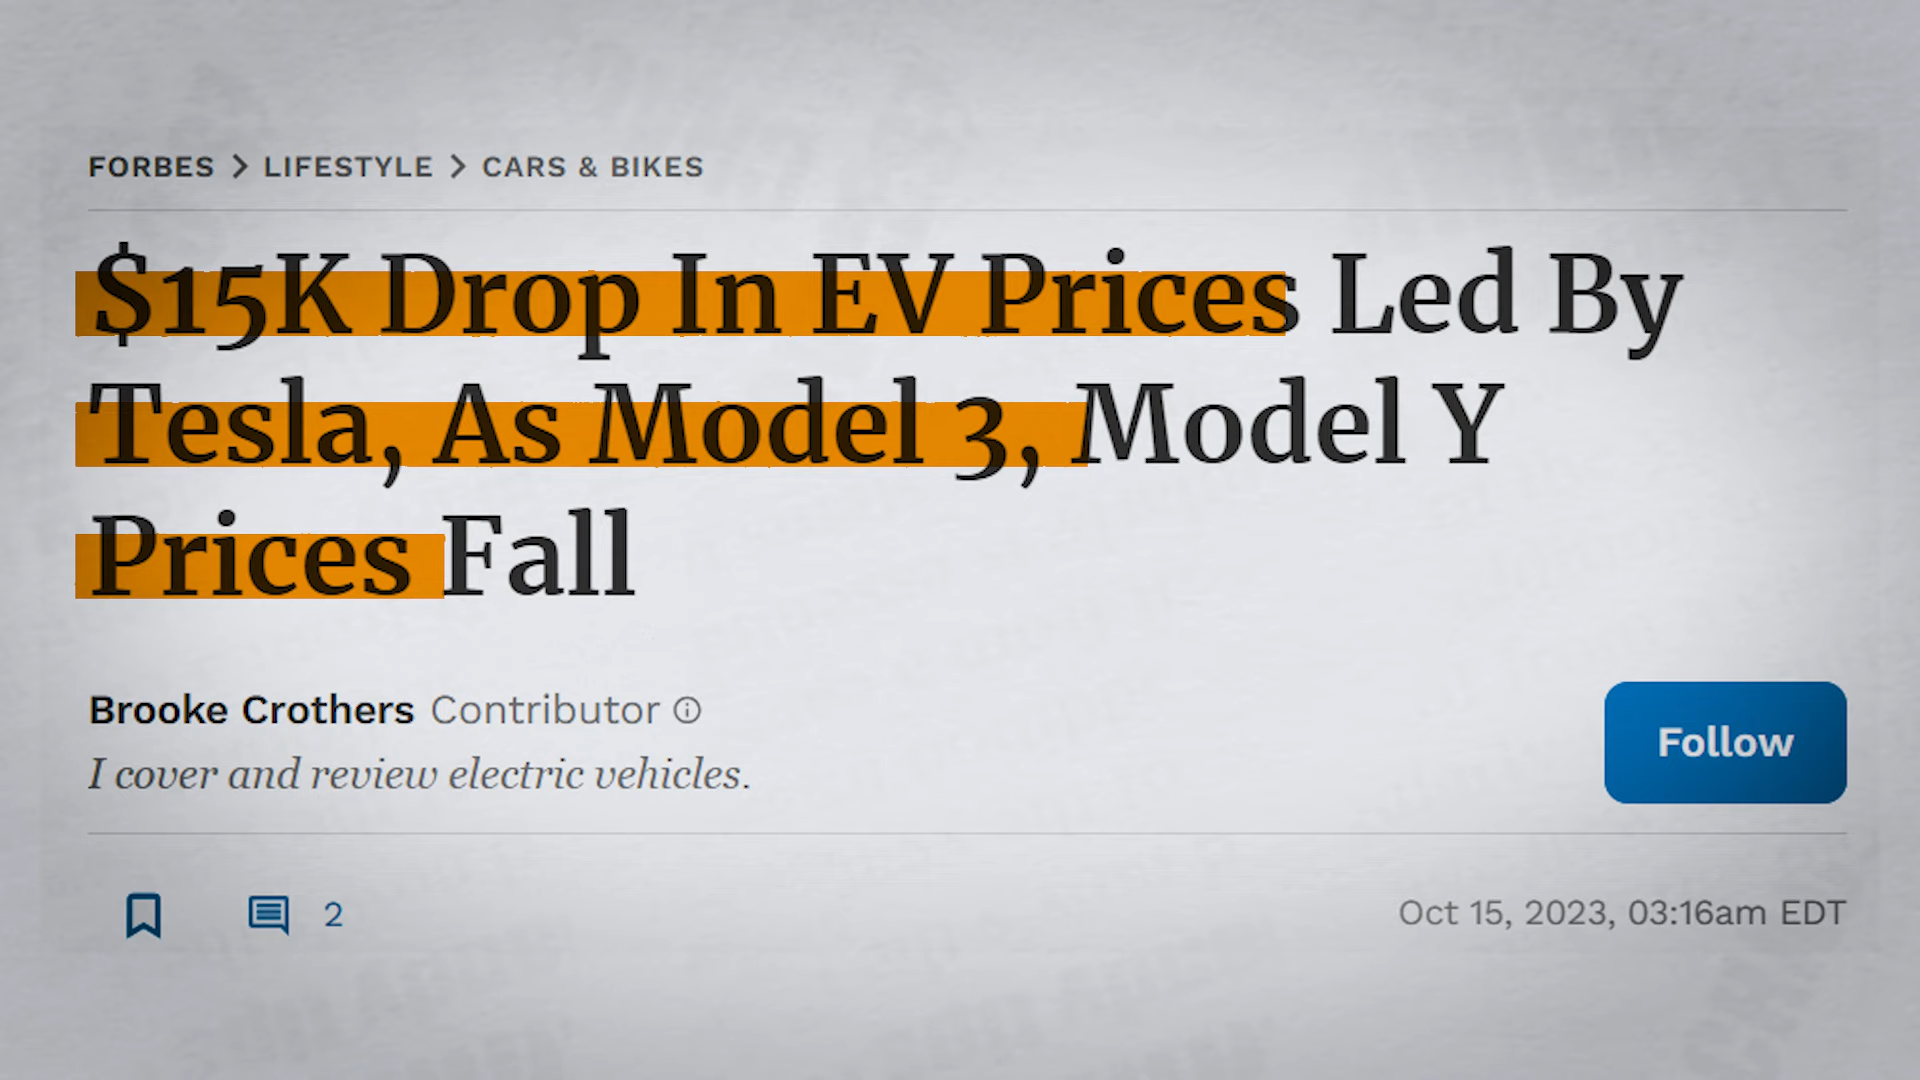 FORBES > LIFESTYLE > CARS & BIKES
$15K Drop In EV Prices Led By
Tesla, As Model 3, Model Y
Prices Fall
Brooke Crothers Contributor
I cover and review electric vehicles.
Follow
2
Oct 15, 2023, 03:16am EDT